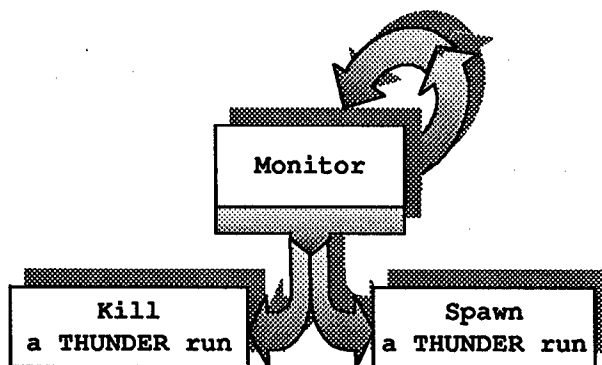 Monitor
Kill
a THUNDER run
Spawn
a THUNDER run